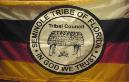 SEMINOLE TRIBE OF FLORIDA
Tribal Council
IN GOD WE TRUST